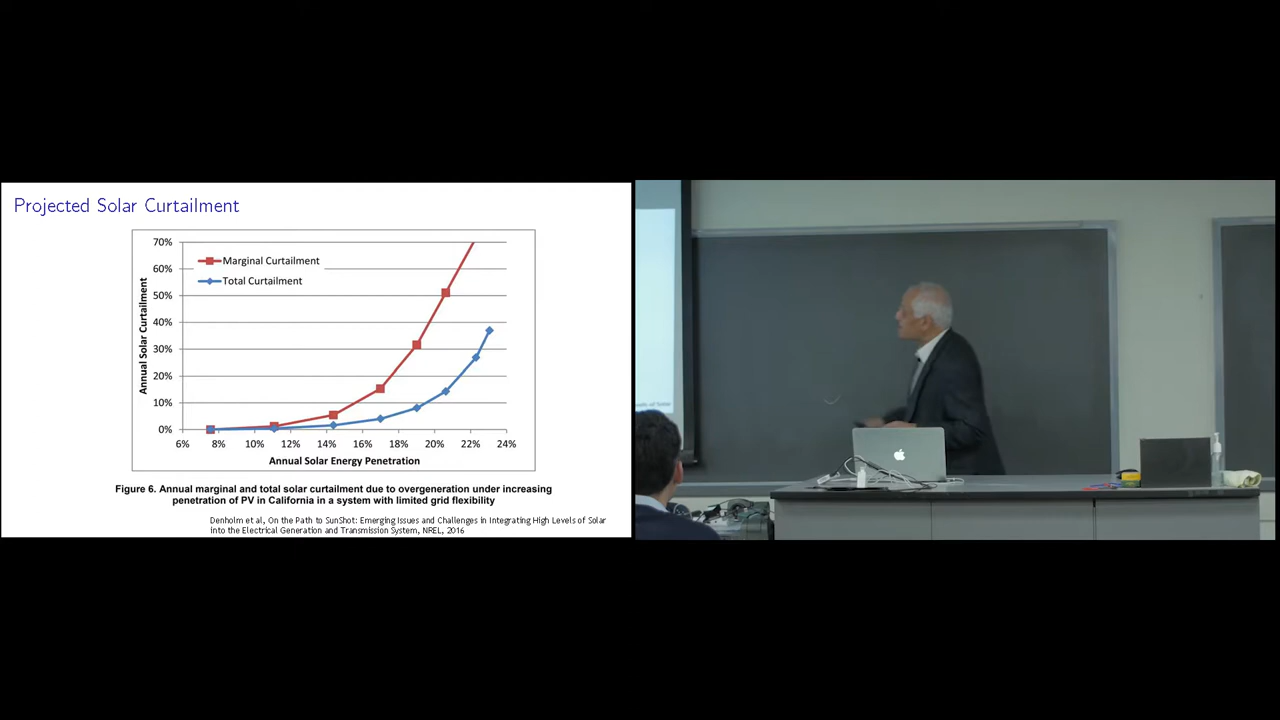 Projected Solar Curtailment
70%
60%
50%
40%
30%
20%
10%
0%
Annual Solar Curtailment
Marginal Curtailment
Total Curtailment
6% 8% 10% 12% 14% 16% 18% 20% 22% 24%
Annual Solar Energy Penetration
Figure 6. Annual marginal and total solar curtailment due to overgeneration under increasing
penetration of PV in California in a system with limited grid flexibility
Denholm et al, On the Path to SunShot: Emerging Issues and Challenges in Integrating High Levels of Solar
into the Electrical Generation and Transmission System, NREL, 2016